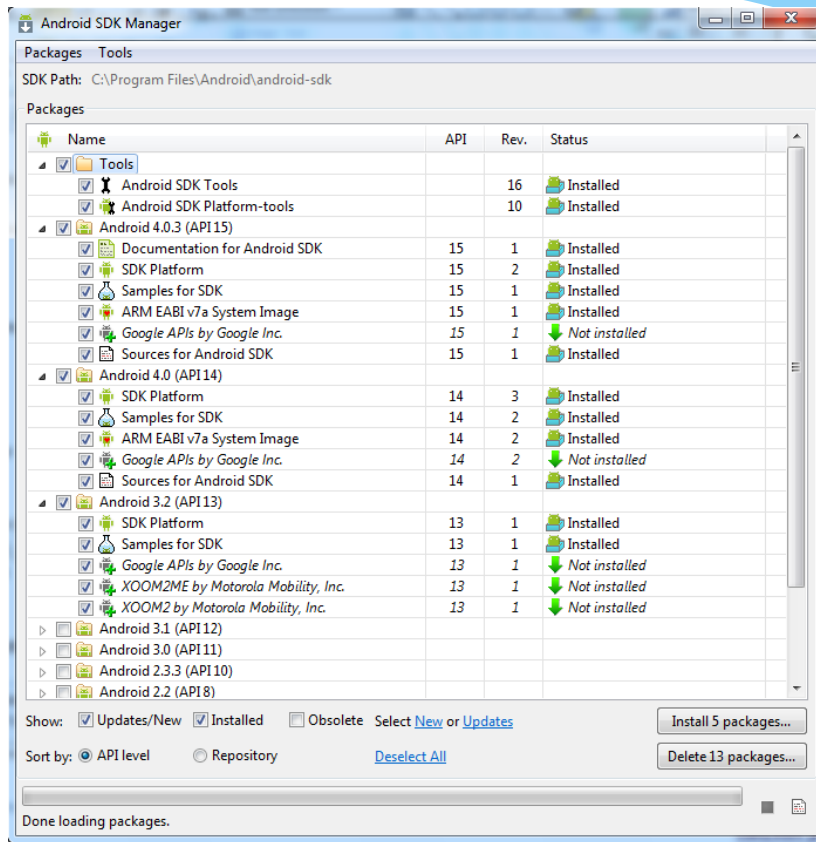 Android SDK Manager
Packages Tools
SDK Path: C:\Program Files\Android\android-sdk
Packages
Name API Rev. Status
Tools
Android SDK Tools 16 Installed
Android SDK Platform-tools 10 Installed
Android 4.0.3 (API 15)
Documentation for Android SDK 15 1 Installed
SDK Platform 15 2 Installed
Samples for SDK 15 1 Installed
ARM EABI v7a System Image 15 1 Installed
Google APIs by Google Inc. 15 1 Not installed
Sources for Android SDK 15 1 Installed
Android 4.0 (API 14)
SDK Platform 14 3 Installed
Samples for SDK 14 2 Installed
ARM EABI v7a System Image 14 2 Installed
Google APIs by Google Inc. 14 2 Not installed
Sources for Android SDK 14 1 Installed
Android 3.2 (API 13)
SDK Platform 13 1 Installed
Samples for SDK 13 1 Installed
Google APIs by Google Inc. 13 1 Not installed
XOOM2ME by Motorola Mobility, Inc. 13 1 Not installed
XOOM2 by Motorola Mobility, Inc. 13 1 Not installed
Android 3.1 (API 12)
Android 3.0 (API 11)
Android 2.3.3 (API 10)
Android 2.2 (API 8)
Show: Updates/New Installed Obsolete Select New or Updates Install 5 packages...
Sort by: API level Repository Deselect All Delete 13 packages...
Done loading packages.